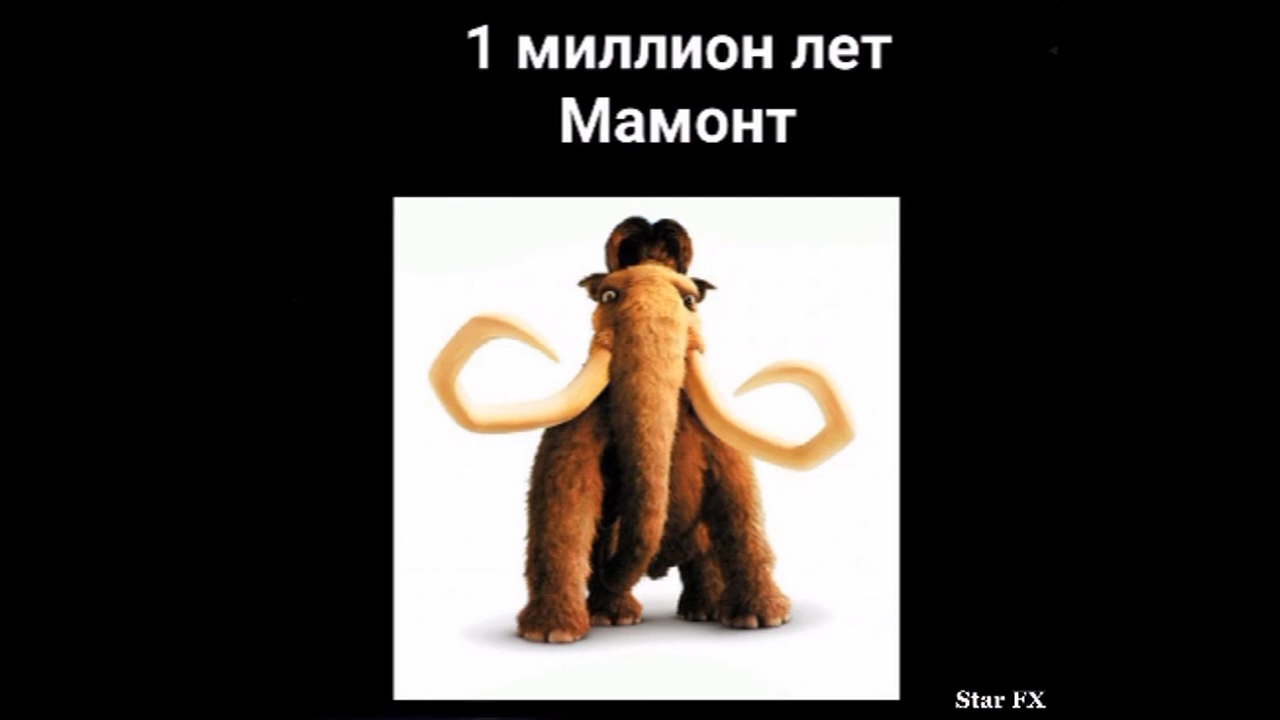 1 миллион лет
Мамонт
Star FX